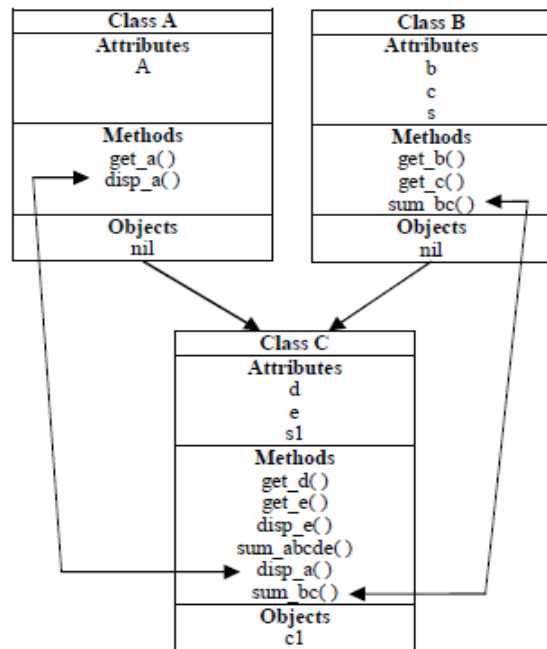 Class A
Attributes
A
Methods
get_a( )
disp_a( )
Objects
nil
Class B
Attributes
b
c
s
Methods
get_b( )
get_c( )
sum_bc( )
Objects
nil
Class C
Attributes
d
e
s1
Methods
get_d( )
get_e( )
disp_e( )
sum_abcde( )
disp_a( )
sum_bc( )
Objects
c1